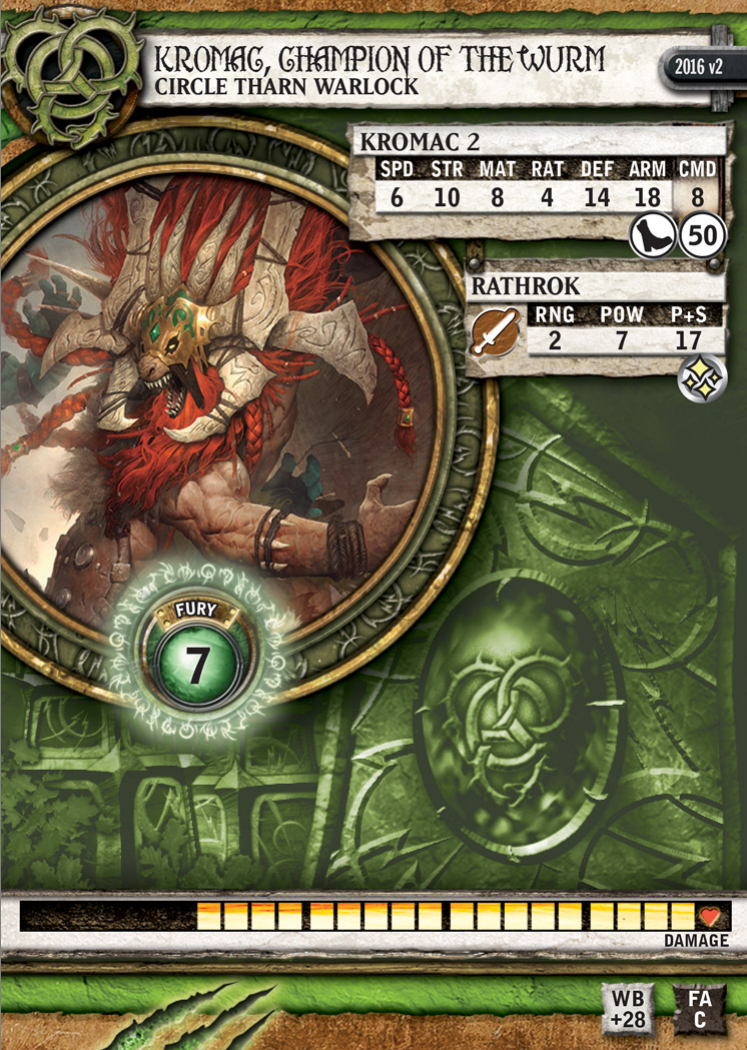 KROMAC, CHAMPION OF THE WURM
CIRCLE THARN WARLOCK
2016 v2
KROMAC 2
SPD STR MAT RAT DEF ARM CMD
6 10 8 4 14 18 8
50
RATHROK
RNG POW P+S
2 7 17
FURY
7
DAMAGE
WB
+28
FA
C